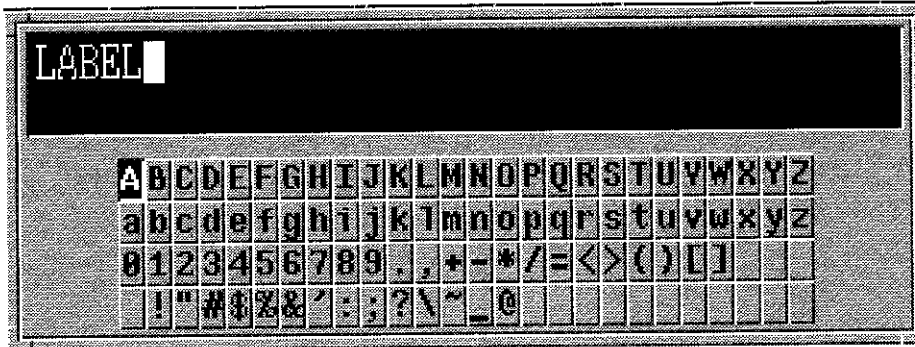 LABEL
ABCDEFGHIJKLMNOPQRSTUVWXYZ
abcdefghijklmnopqrstuvwxyz
0123456789.,+-*/=<>()[]
!"#$%&':;?\~_@